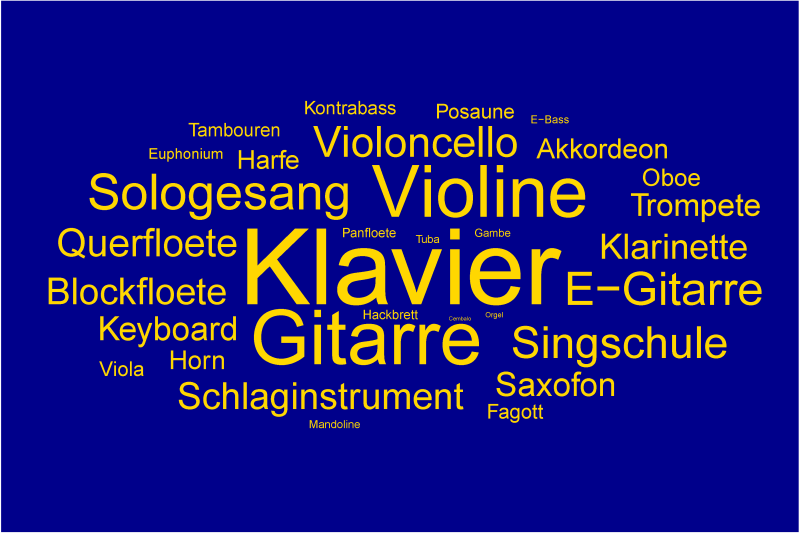 Kontrabass
Posaune
E−Bass
Tambouren
Violoncello
Akkordeon
Euphonium
Harfe
Oboe
Sologesang
Violine
Trompete
Querfloete
Panfloete
Tuba
Gambe
Klarinette
Klavier
Blockfloete
E−Gitarre
Hackbrett
Cembalo
Orgel
Keyboard
Gitarre
Singschule
Viola
Horn
Saxofon
Schlaginstrument
Fagott
Mandoline